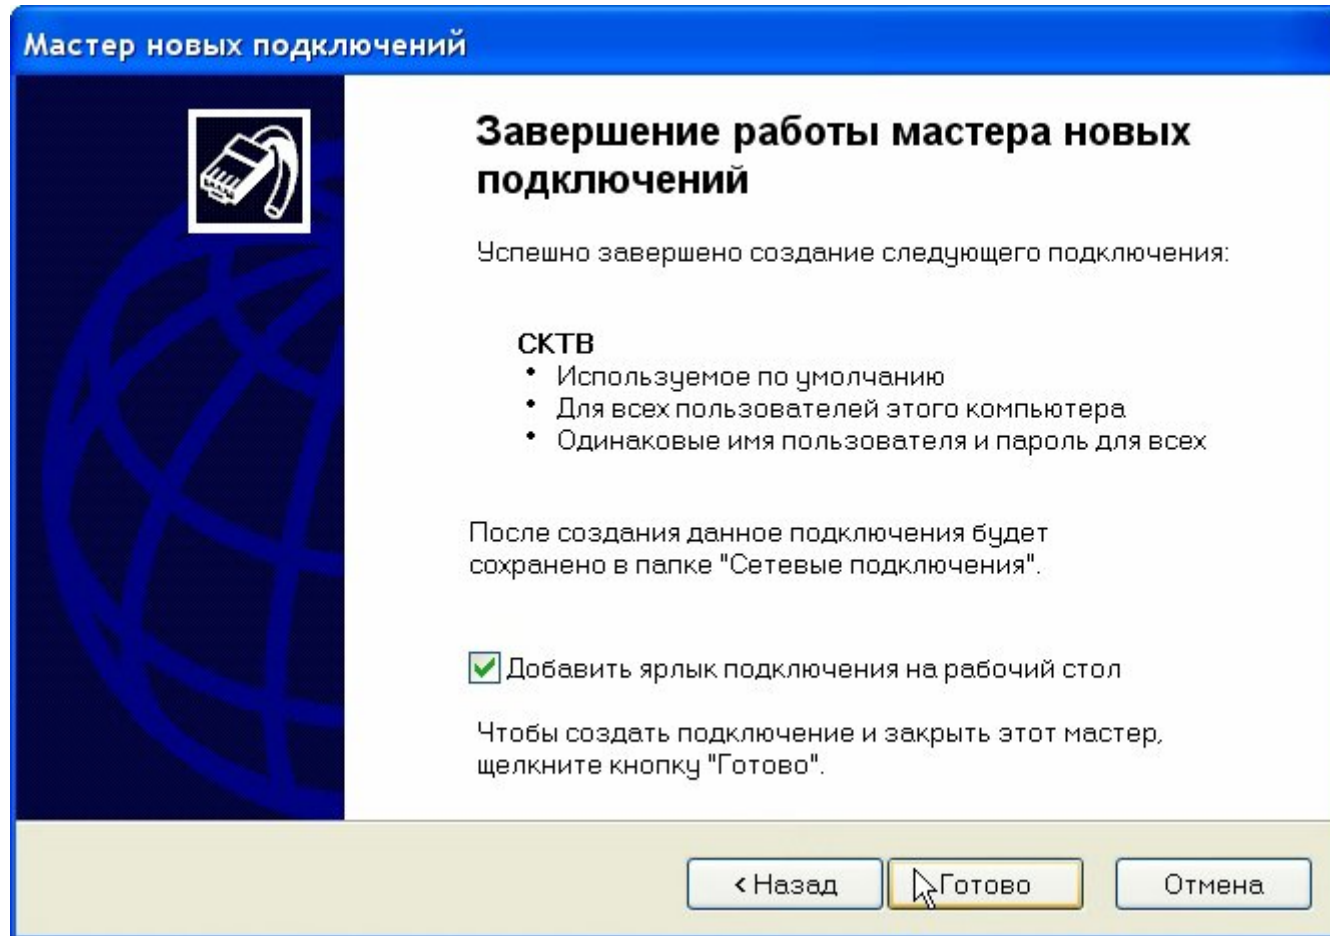 Мастер новых подключений
Завершение работы мастера новых
подключений
Успешно завершено создание следующего подключения:
СКТВ
• Используемое по умолчанию
• Для всех пользователей этого компьютера
• Одинаковые имя пользователя и пароль для всех
После создания данное подключения будет
сохранено в папке "Сетевые подключения".
Добавить ярлык подключения на рабочий стол
Чтобы создать подключение и закрыть этот мастер,
щелкните кнопку "Готово".
< Назад Готово Отмена